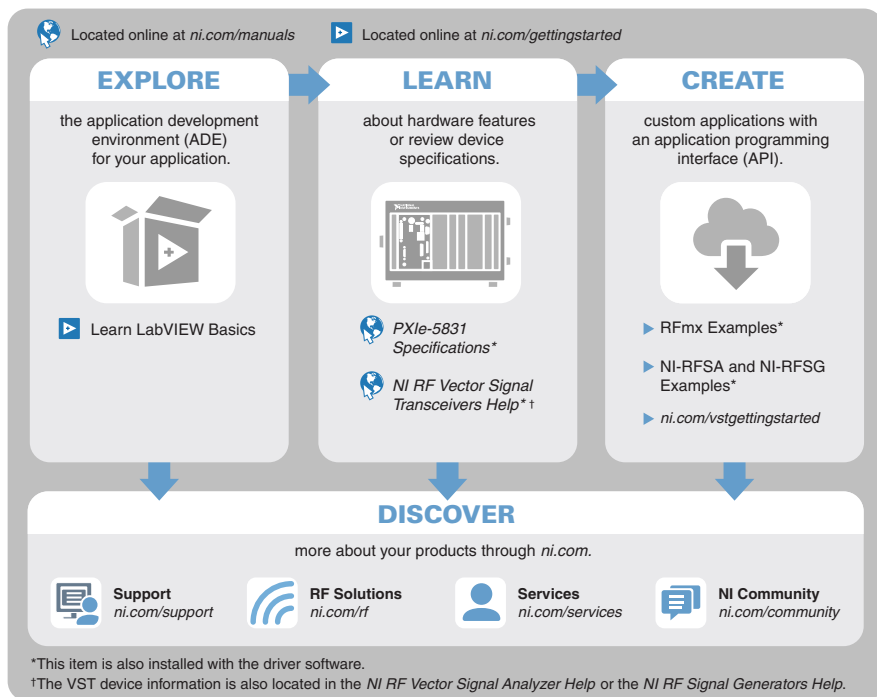 Located online at ni.com/manuals
Located online at ni.com/gettingstarted
EXPLORE
the application development
environment (ADE)
for your application.
Learn LabVIEW Basics
LEARN
about hardware features
or review device
specifications.
PXIe-5831
Specifications*
NI RF Vector Signal
Transceivers Help* †
CREATE
custom applications with
an application programming
interface (API).
RFmx Examples*
NI-RFSA and NI-RFSG
Examples*
ni.com/vstgettingstarted
DISCOVER
more about your products through ni.com.
Support
ni.com/support
RF Solutions
ni.com/rf
Services
ni.com/services
NI Community
ni.com/community
*This item is also installed with the driver software.
†The VST device information is also located in the NI RF Vector Signal Analyzer Help or the NI RF Signal Generators Help.